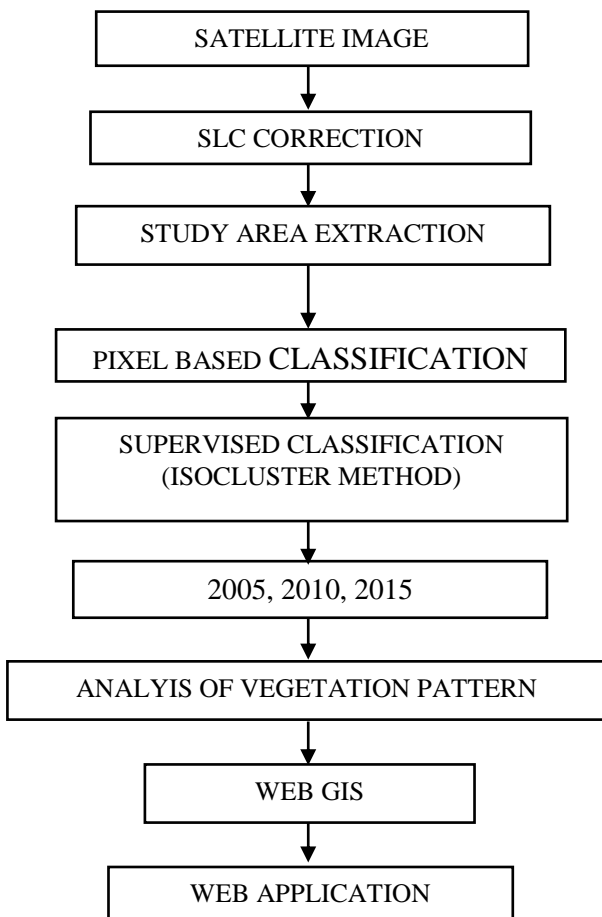 SATELLITE IMAGE
SLC CORRECTION
STUDY AREA EXTRACTION
PIXEL BASED CLASSIFICATION
SUPERVISED CLASSIFICATION
(ISOCLUSTER METHOD)
2005, 2010, 2015
ANALYIS OF VEGETATION PATTERN
WEB GIS
WEB APPLICATION